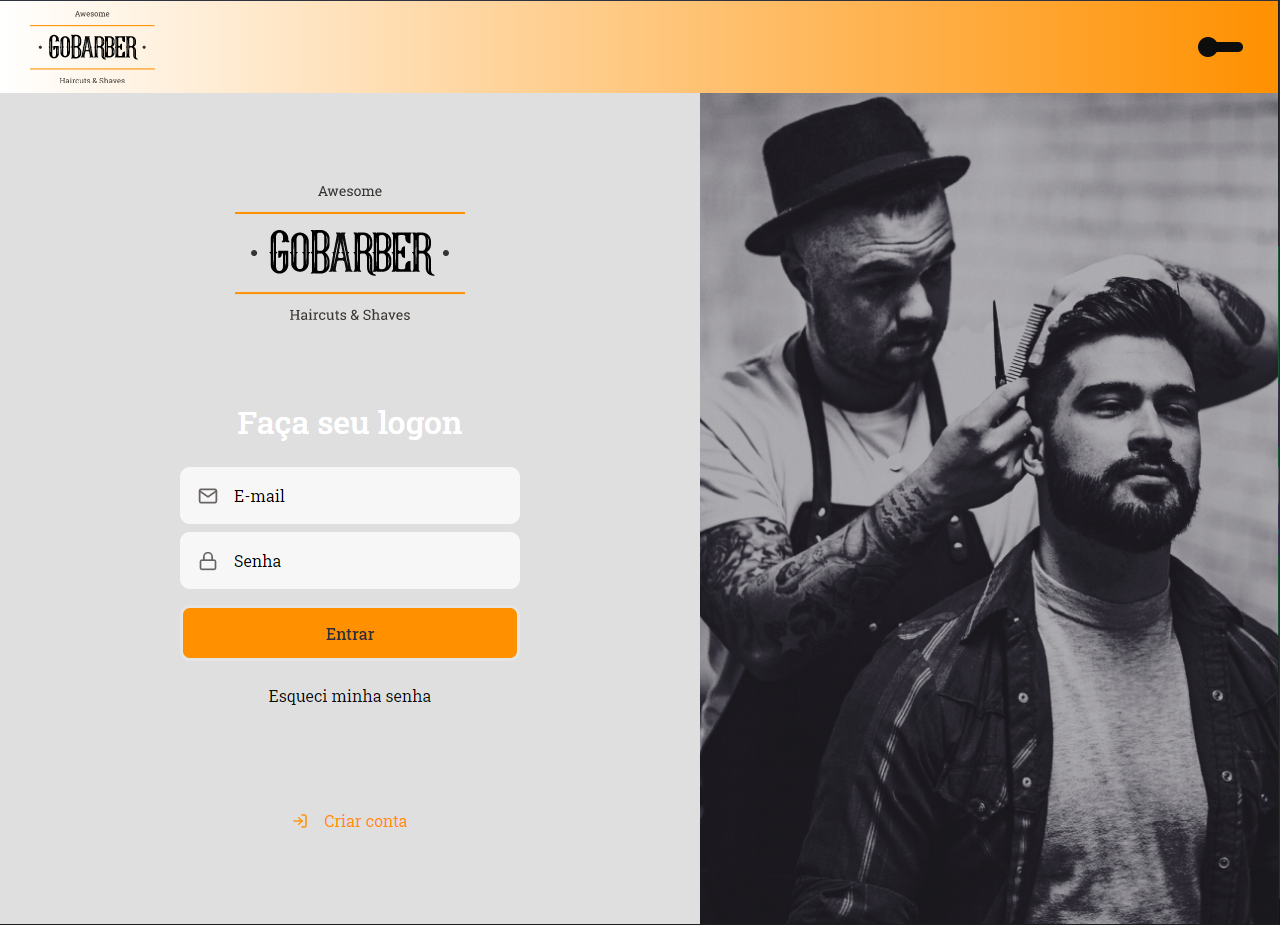 Awesome
GOBARBER
Haircuts & Shaves
Awesome
GOBARBER
Haircuts & Shaves
Faça seu logon
E-mail
Senha
Entrar
Esqueci minha senha
Criar conta